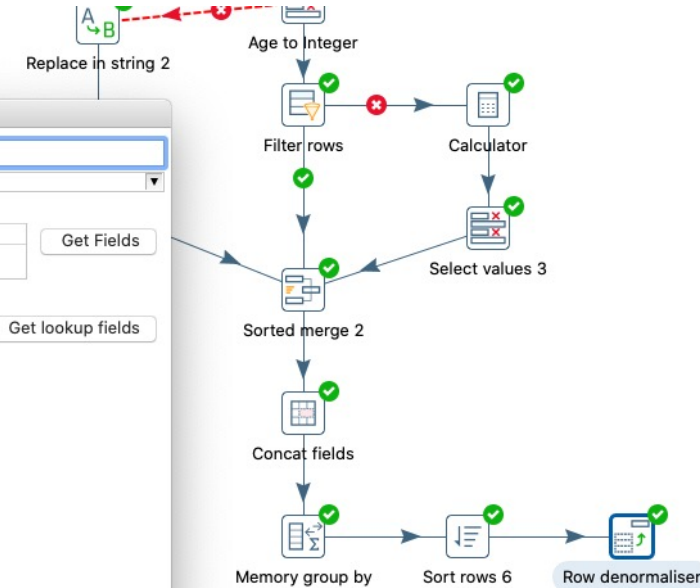 A
B
Replace in string 2
Age to Integer
Filter rows
Calculator
Get Fields
Select values 3
Get lookup fields
Sorted merge 2
Concat fields
Memory group by
Sort rows 6
Row denormaliser